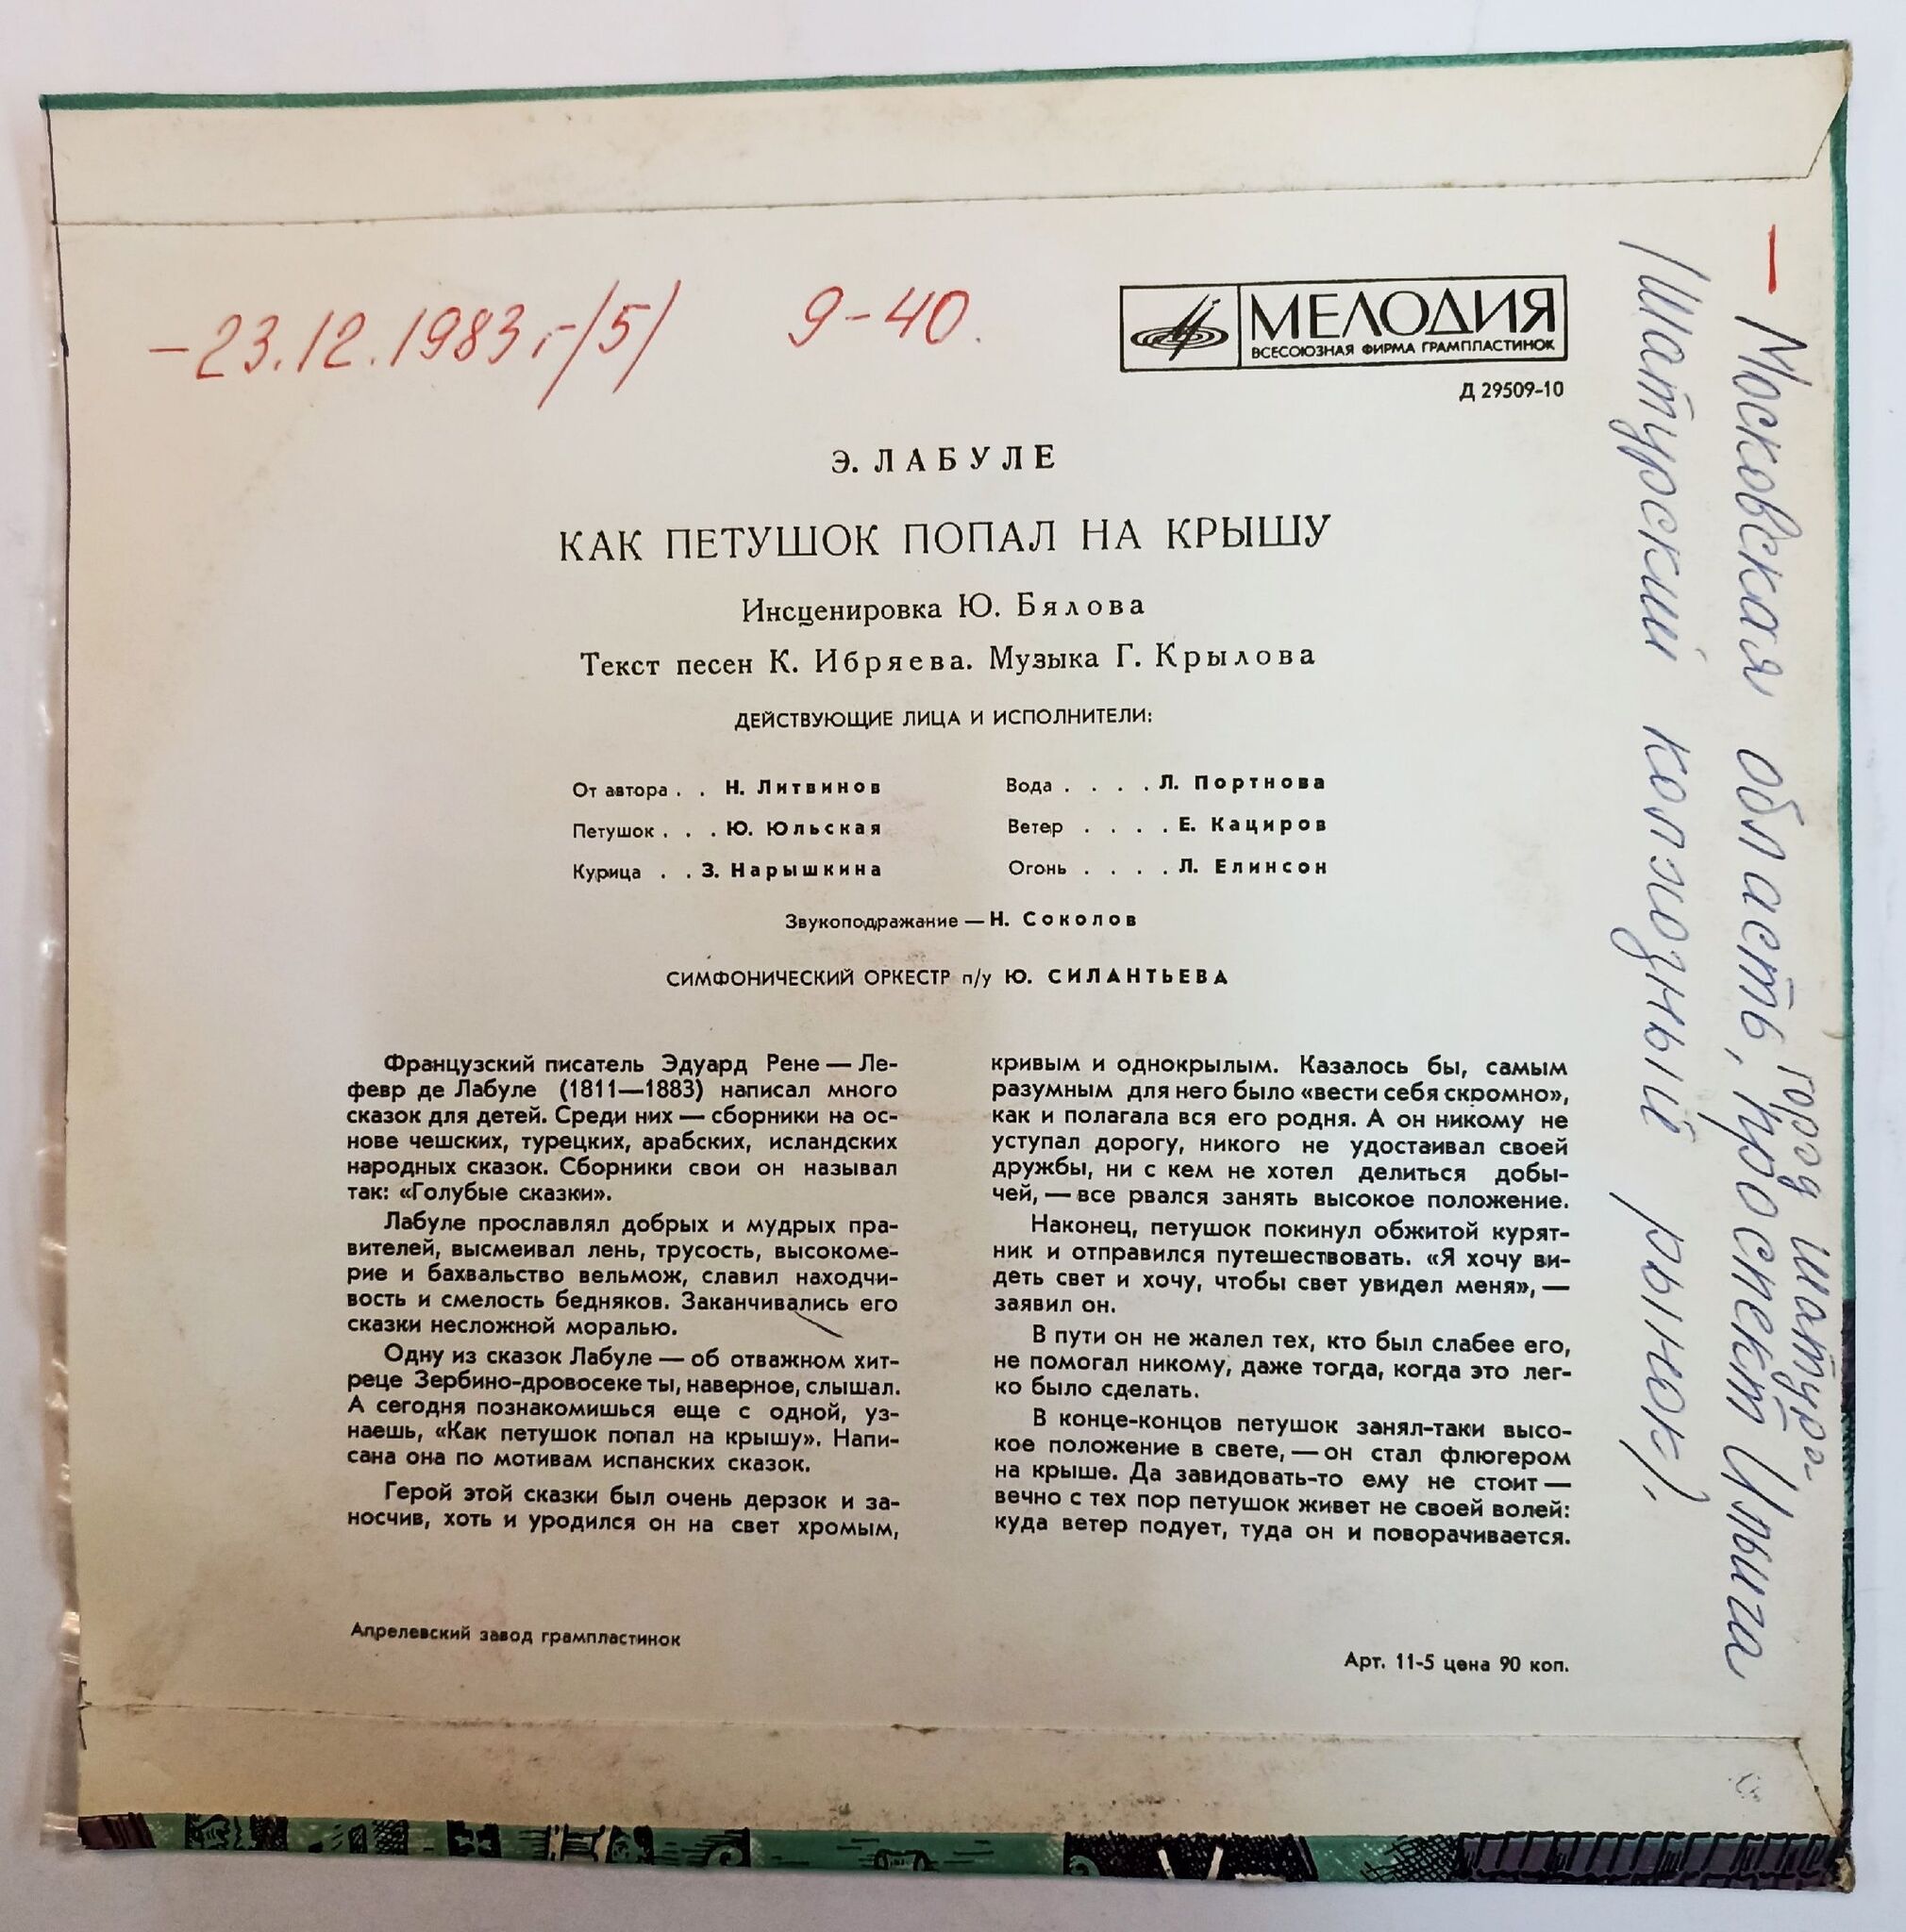 -23.12.1983 г. /5/ 9-40.
МЕЛОДИЯ
ВСЕСОЮЗНАЯ ФИРМА ГРАМПЛАСТИНОК
Д 29509-10
Э. ЛАБУЛЕ
КАК ПЕТУШОК ПОПАЛ НА КРЫШУ
Инсценировка Ю. Бялова
Текст песен К. Ибряева. Музыка Г. Крылова
ДЕЙСТВУЮЩИЕ ЛИЦА И ИСПОЛНИТЕЛИ:
От автора . . Н. Литвинов
Петушок . . . Ю. Юльская
Курица . . З. Нарышкина
Вода . . . . Л. Портнова
Ветер . . . . Е. Кациров
Огонь . . . . Л. Елинсон
Звукоподражание — Н. Соколов
СИМФОНИЧЕСКИЙ ОРКЕСТР п/у Ю. СИЛАНТЬЕВА
Французский писатель Эдуард Рене — Ле-
февр де Лабуле (1811—1883) написал много
сказок для детей. Среди них — сборники на ос-
нове чешских, турецких, арабских, исландских
народных сказок. Сборники свои он называл
так: «Голубые сказки».
Лабуле прославлял добрых и мудрых пра-
вителей, высмеивал лень, трусость, высокоме-
рие и бахвальство вельмож, славил находчи-
вость и смелость бедняков. Заканчивались его
сказки несложной моралью.
Одну из сказок Лабуле — об отважном хит-
реце Зербино-дровосеке ты, наверное, слышал.
А сегодня познакомишься еще с одной, уз-
наешь, «Как петушок попал на крышу». Напи-
сана она по мотивам испанских сказок.
Герой этой сказки был очень дерзок и за-
носчив, хоть и уродился он на свет хромым,
кривым и однокрылым. Казалось бы, самым
разумным для него было «вести себя скромно»,
как и полагала вся его родня. А он никому не
уступал дорогу, никого не удостаивал своей
дружбы, ни с кем не хотел делиться добы-
чей, — все рвался занять высокое положение.
Наконец, петушок покинул обжитой курят-
ник и отправился путешествовать. «Я хочу ви-
деть свет и хочу, чтобы свет увидел меня», —
заявил он.
В пути он не жалел тех, кто был слабее его,
не помогал никому, даже тогда, когда это лег-
ко было сделать.
В конце-концов петушок занял-таки высо-
кое положение в свете, — он стал флюгером
на крыше. Да завидовать-то ему не стоит —
вечно с тех пор петушок живет не своей волей:
куда ветер подует, туда он и поворачивается.
Апрелевский завод грампластинок
Арт. 11-5 цена 90 коп.
город Шатура-
— Московская область, проспект Ильича
(Шатурский колхозный рынок).